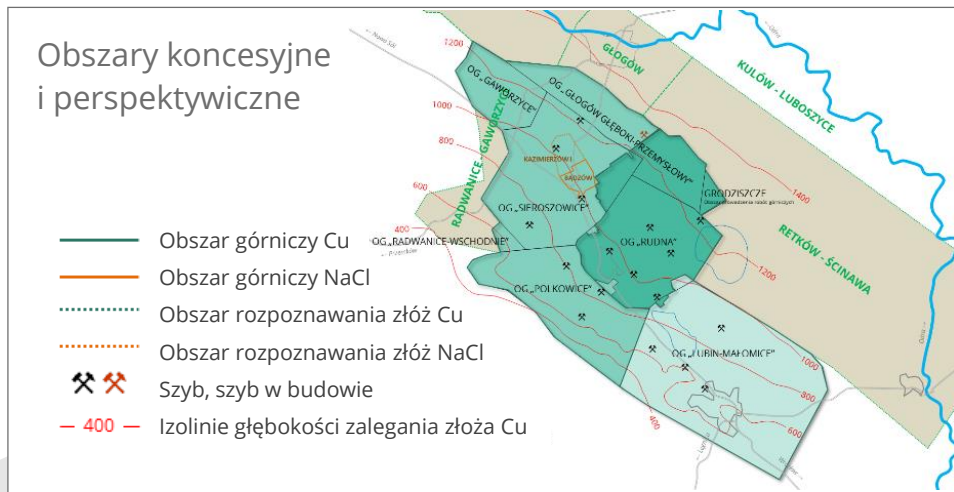 Obszary koncesyjne
i perspektywiczne
Obszar górniczy Cu
Obszar górniczy NaCl
Obszar rozpoznawania złóż Cu
Obszar rozpoznawania złóż NaCl
Szyb, szyb w budowie
— 400 — Izolinie głębokości zalegania złoża Cu
1200
1000
800
600
400
GŁOGÓW
KULÓW - LUBOSZYCE
OG „GAWORZYCE"
OG „GŁOGÓW GŁĘBOKI-PRZEMYSŁOWY"
RADWANICE - GAWORZYCE
KAZIMIERZÓW I
BĄDZÓW
1400
GRODZISZCZE
OG „SIEROSZOWICE"
OG „RADWANICE-WSCHODNIE"
OG „RUDNA"
RETKÓW - ŚCINAWA
1200
OG „POLKOWICE"
OG „LUBIN-MAŁOMICE"
1000
800
600
400